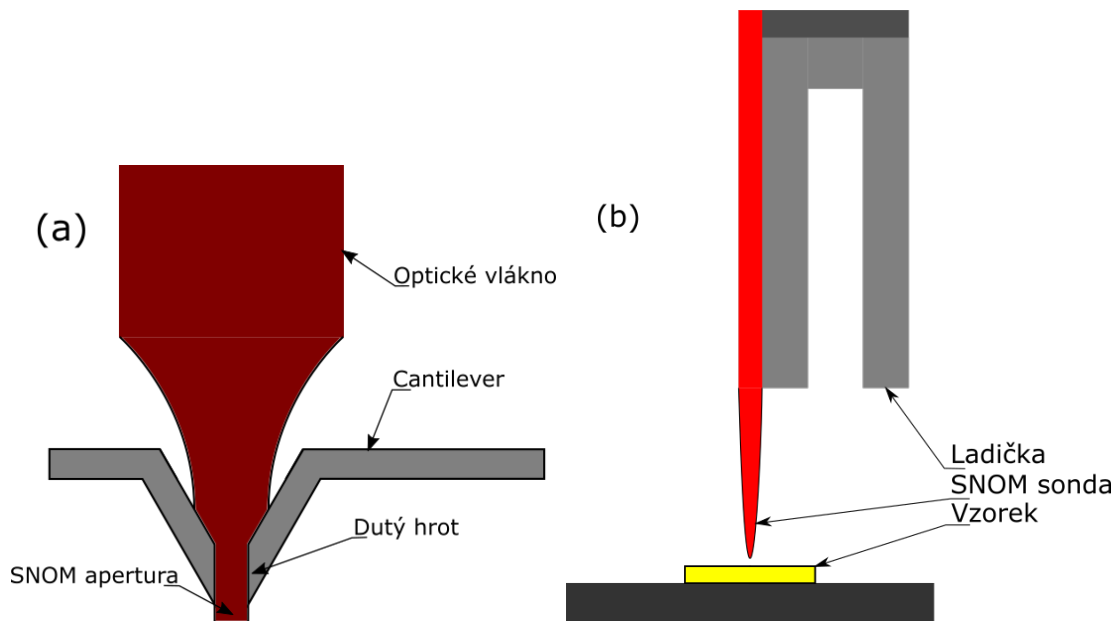 (a)
Optické vlákno
Cantilever
Dutý hrot
SNOM apertura
(b)
Ladička
SNOM sonda
Vzorek